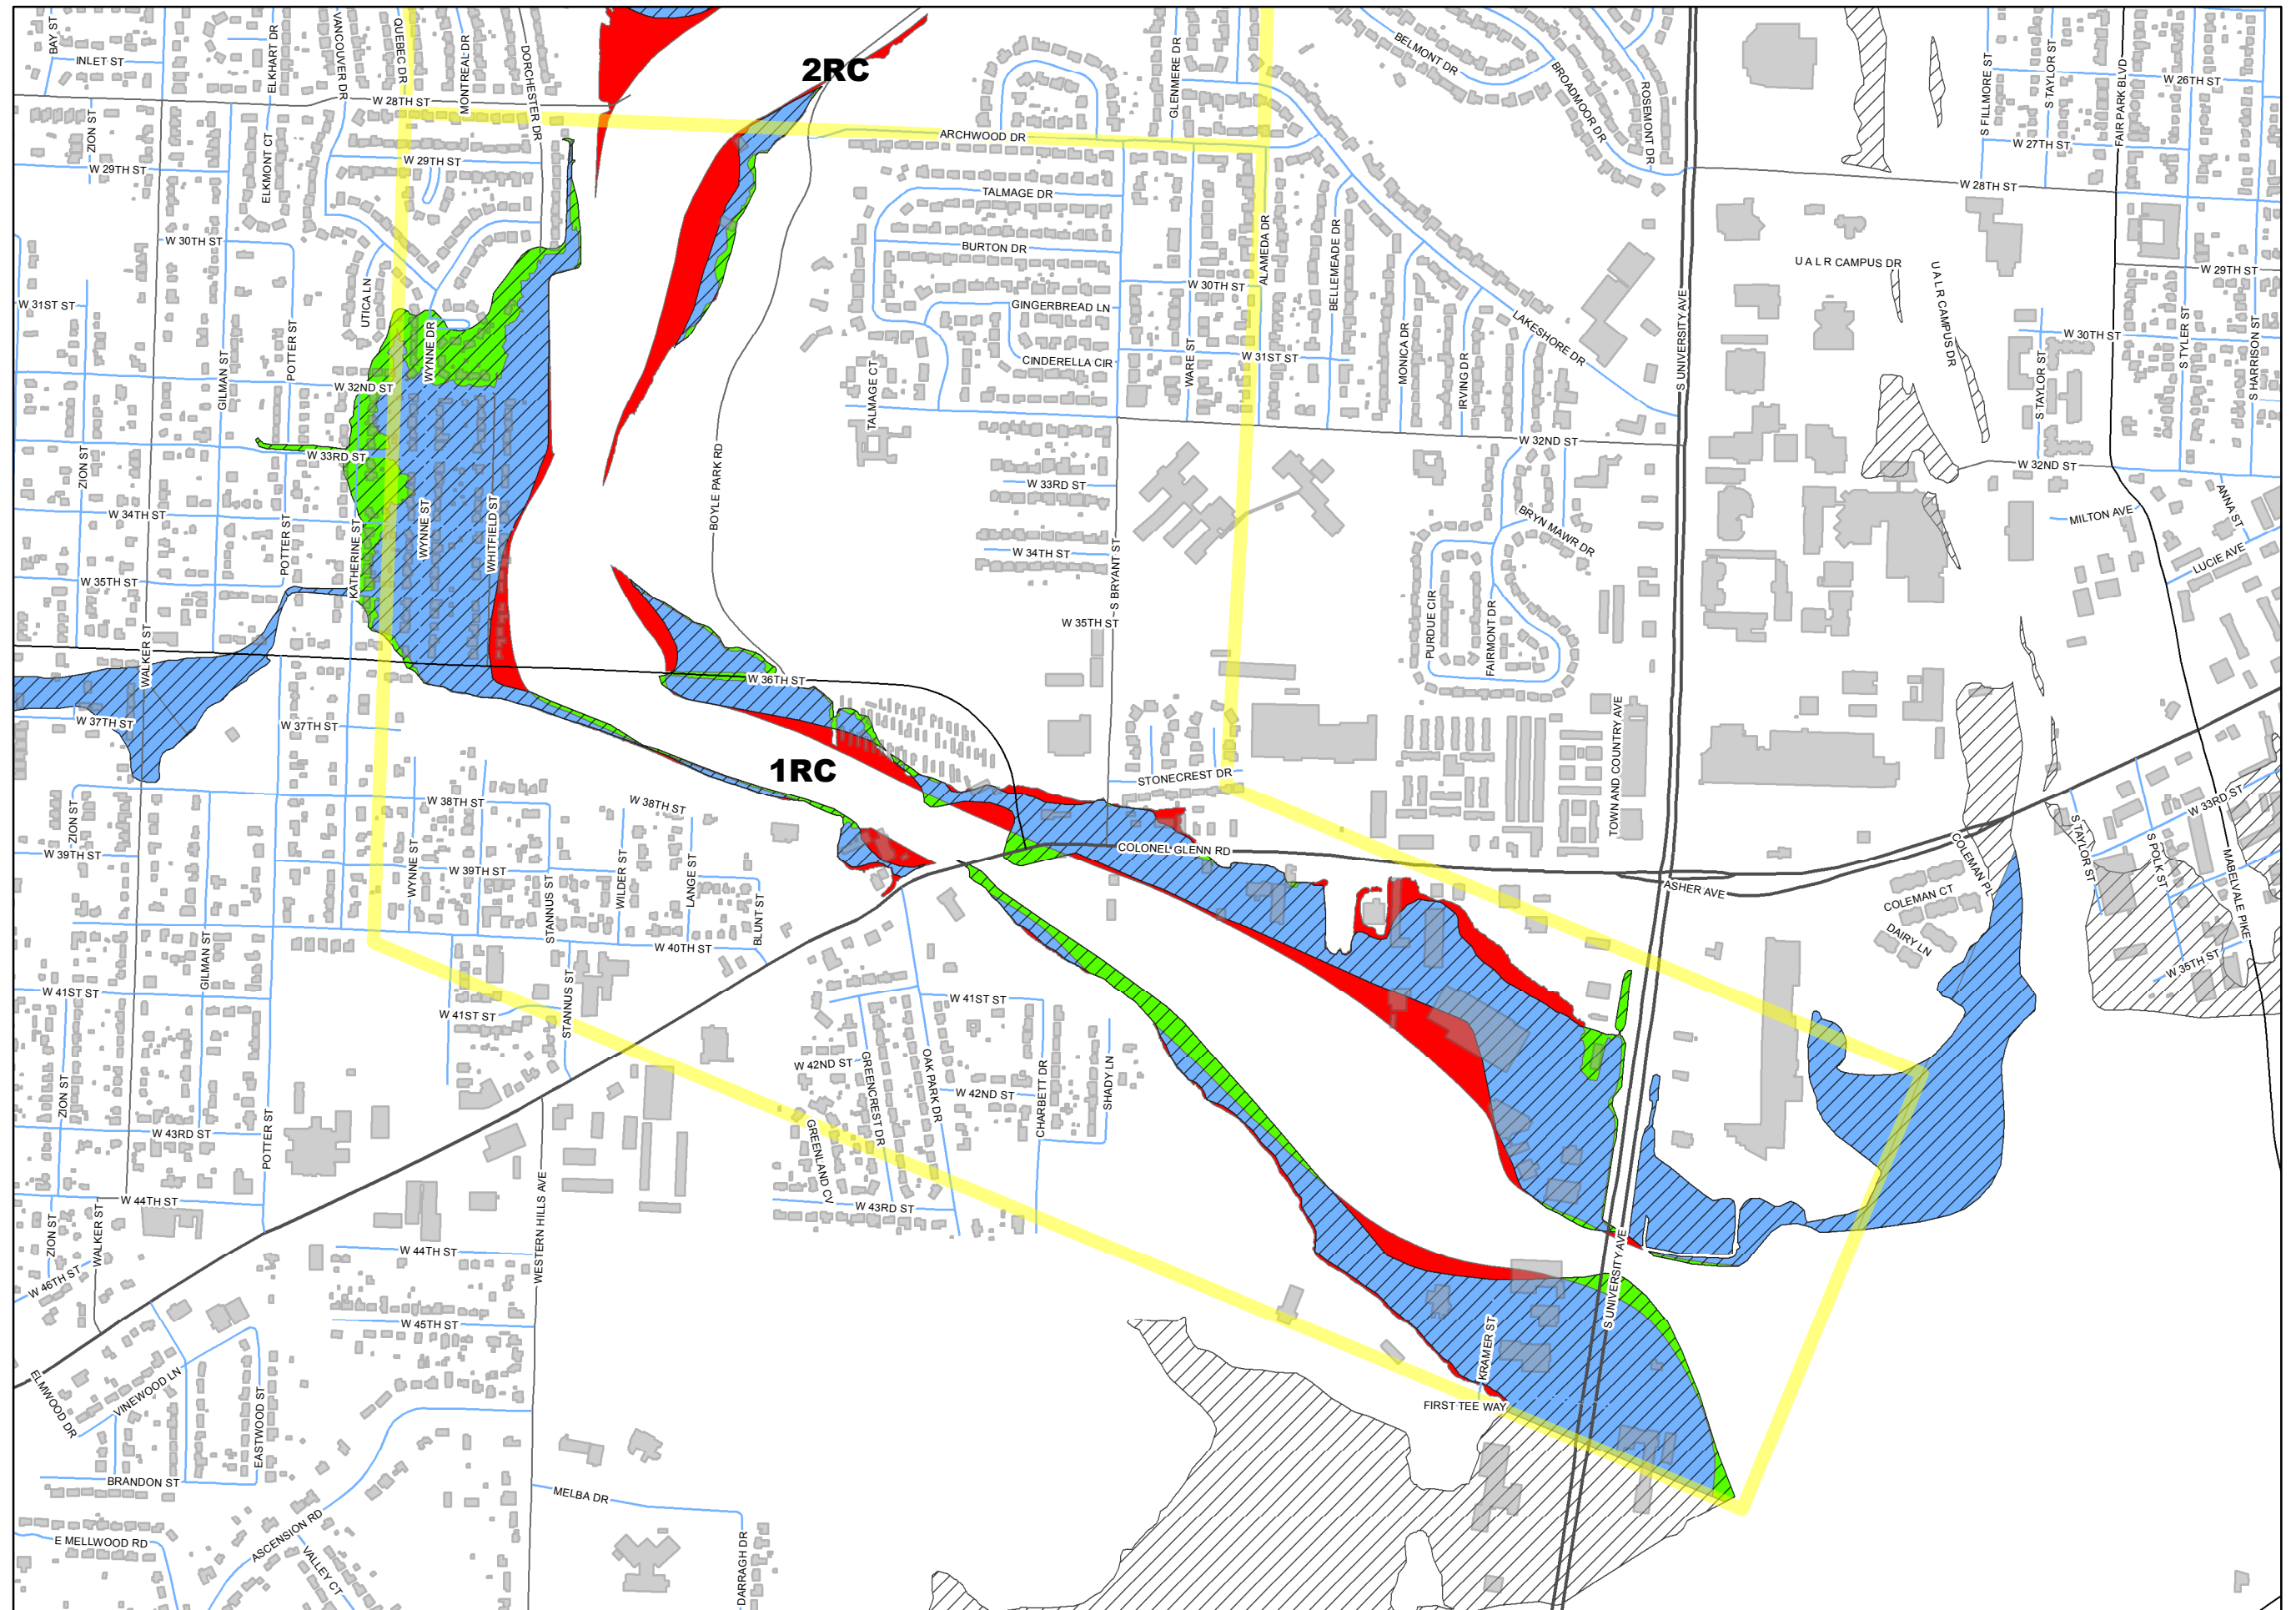 BAY ST
INLET ST
ELKHART DR
VANCOUVER DR
QUEBEC DR
MONTREAL DR
DORCHESTER DR
2RC
GLENMERE DR
BELMONT DR
BROADMOOR DR
ROSEMONT DR
S FILLMORE ST
S TAYLOR ST
FAIR PARK BLVD
W 26TH ST
W 28TH ST
ZION ST
W 29TH ST
ELKMONT CT
W 29TH ST
ARCHWOOD DR
W 27TH ST
W 28TH ST
TALMAGE DR
W 30TH ST
BURTON DR
ALAMEDA DR
BELLEMEADE DR
U A L R CAMPUS DR
U A L R CAMPUS DR
W 29TH ST
W 31ST ST
UTICA LN
WYNNE DR
POTTER ST
GILMAN ST
W 30TH ST
GINGERBREAD LN
LAKESHORE DR
S UNIVERSITY AVE
W 30TH ST
S TYLER ST
S HARRISON ST
CINDERELLA CIR
WARE ST
W 31ST ST
MONICA DR
IRVING DR
S TAYLOR ST
W 32ND ST
TALMAGE CT
W 32ND ST
W 33RD ST
ZION ST
BOYLE PARK RD
W 33RD ST
W 32ND ST
ANNA ST
W 34TH ST
POTTER ST
KATHERINE ST
WYNNE ST
WHITFIELD ST
W 34TH ST
S BRYANT ST
BRYN MAWR DR
MILTON AVE
LUCIE AVE
W 35TH ST
W 35TH ST
PURDUE CIR
FAIRMONT DR
WALKER ST
W 36TH ST
W 37TH ST
W 37TH ST
TOWN AND COUNTRY AVE
1RC
STONECREST DR
W 38TH ST
W 38TH ST
ZION ST
W 39TH ST
WYNNE ST
W 39TH ST
STANNUS ST
WILDER ST
LANGE ST
BLUNT ST
COLONEL GLENN RD
ASHER AVE
COLEMAN PL
COLEMAN CT
DAIRY LN
S TAYLOR ST
S POLK ST
W 33RD ST
MABELVALE PIKE
W 35TH ST
GILMAN ST
W 40TH ST
W 41ST ST
W 41ST ST
STANNUS ST
W 41ST ST
W 42ND ST
GREENCREST DR
OAK PARK DR
W 42ND ST
CHARBETT DR
SHADY LN
ZION ST
W 43RD ST
POTTER ST
GREENLAND CV
W 43RD ST
W 44TH ST
ZION ST
WALKER ST
W 44TH ST
WESTERN HILLS AVE
S UNIVERSITY AVE
W 46TH ST
W 45TH ST
KRAMER ST
FIRST TEE WAY
ELMWOOD DR
VINEWOOD LN
EASTWOOD ST
BRANDON ST
MELBA DR
ASCENSION RD
E MELLWOOD RD
VALLEY CT
DARRAGH DR